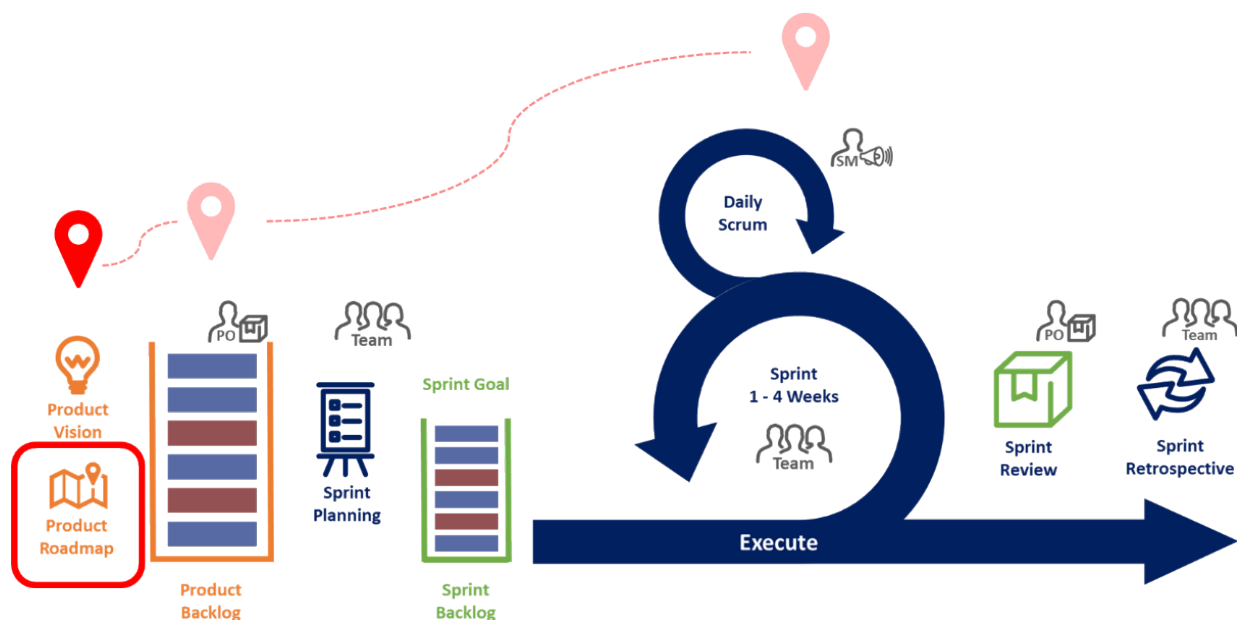 SM
Daily
Scrum
PO
Team
Product
Vision
Product
Roadmap
Product
Backlog
Sprint
Planning
Sprint Goal
Sprint
Backlog
Sprint
1 - 4 Weeks
Team
Execute
PO
Sprint
Review
Team
Sprint
Retrospective